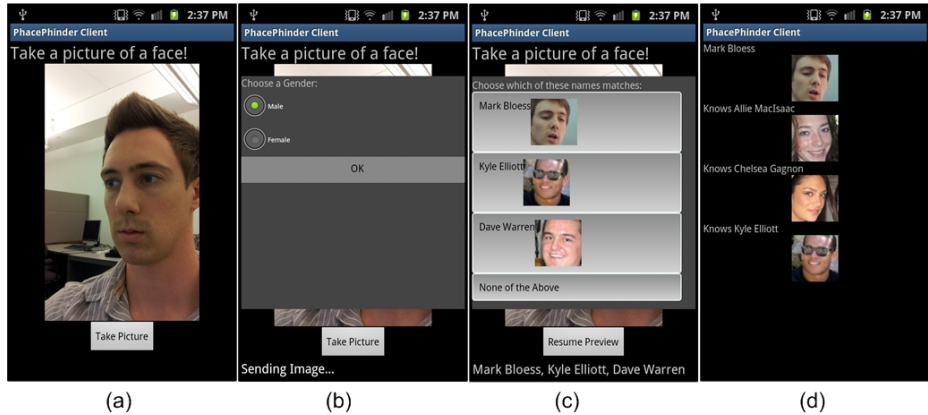 2:37 PM
PhacePhinder Client
Take a picture of a face!
Take Picture
2:37 PM
PhacePhinder Client
Take a picture of a face!
Choose a Gender:
Male
Female
OK
Take Picture
Sending Image...
2:37 PM
PhacePhinder Client
Take a picture of a face!
Choose which of these names matches:
Mark Bloess
Kyle Elliott
Dave Warren
None of the Above
Resume Preview
Mark Bloess, Kyle Elliott, Dave Warren
2:37 PM
PhacePhinder Client
Mark Bloess
Knows Allie MacIsaac
Knows Chelsea Gagnon
Knows Kyle Elliott
(a) (b) (c) (d)